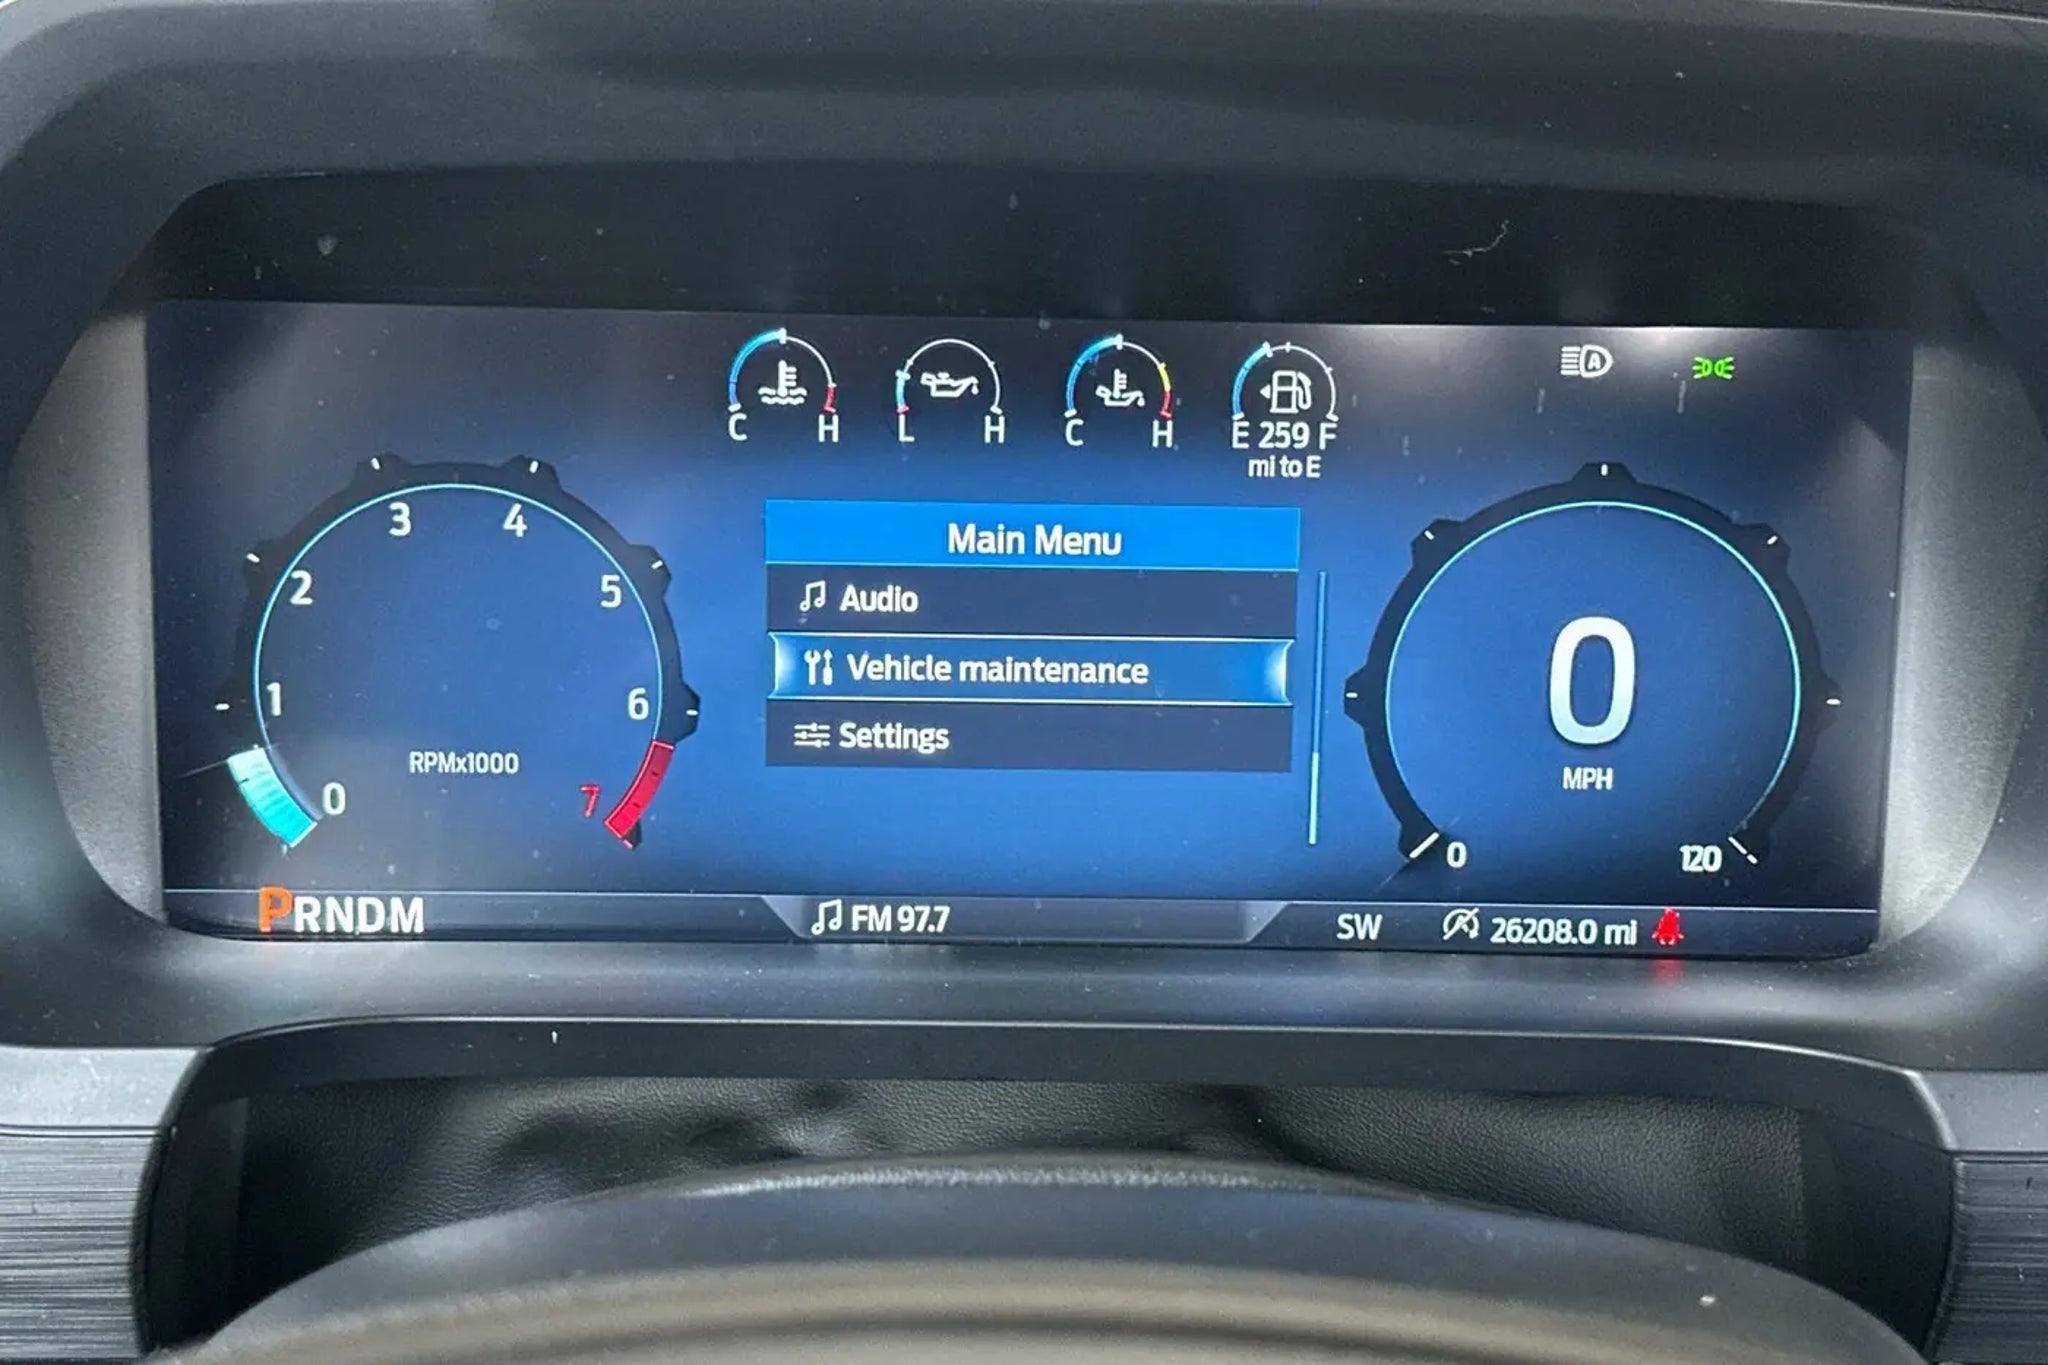 C H
L H
C H
E 259 F
mi to E
A
3 4
2 5
1 6
RPMx1000
0 7
Main Menu
Audio
Vehicle maintenance
Settings
0
MPH
0 120
PRNDM
FM 97.7
SW
26208.0 mi